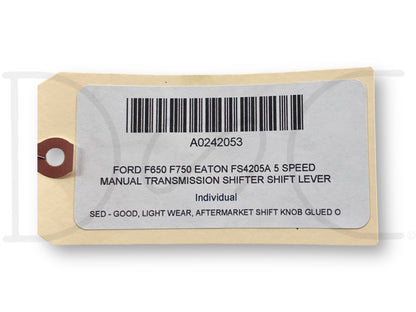 A0242053
FORD F650 F750 EATON FS4205A 5 SPEED
MANUAL TRANSMISSION SHIFTER SHIFT LEVER
Individual
SED - GOOD, LIGHT WEAR, AFTERMARKET SHIFT KNOB GLUED O